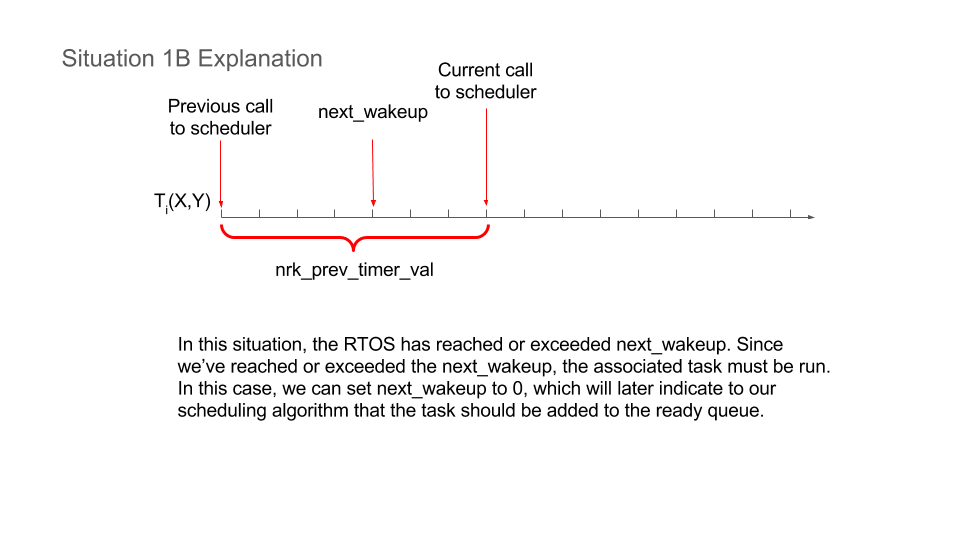 Situation 1B Explanation
Current call
to scheduler
Previous call
to scheduler
next_wakeup
Ti(X,Y)
nrk_prev_timer_val
In this situation, the RTOS has reached or exceeded next_wakeup. Since
we’ve reached or exceeded the next_wakeup, the associated task must be run.
In this case, we can set next_wakeup to 0, which will later indicate to our
scheduling algorithm that the task should be added to the ready queue.